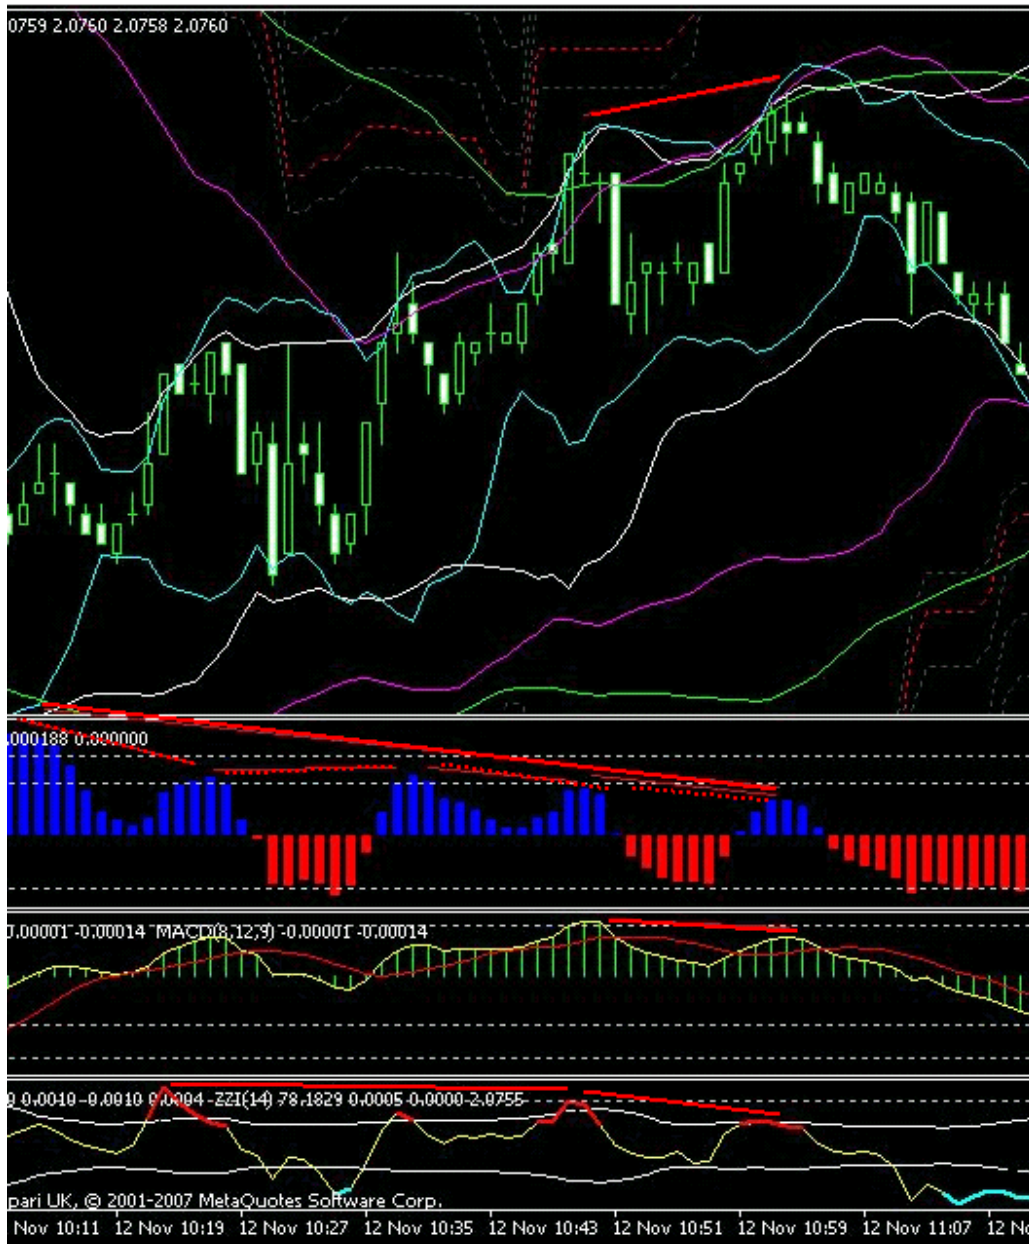 0759 2.0760 2.0758 2.0760
.000188 0.000000
0.00001 -0.00014 MACD(8,12,9) -0.00001 -0.00014
0 0.0010 -0.0010 0.0004 ZZI(14) 78.1829 0.0005 0.0000 2.0755
pari UK, © 2001-2007 MetaQuotes Software Corp.
Nov 10:11 12 Nov 10:19 12 Nov 10:27 12 Nov 10:35 12 Nov 10:43 12 Nov 10:51 12 Nov 10:59 12 Nov 11:07 12 No